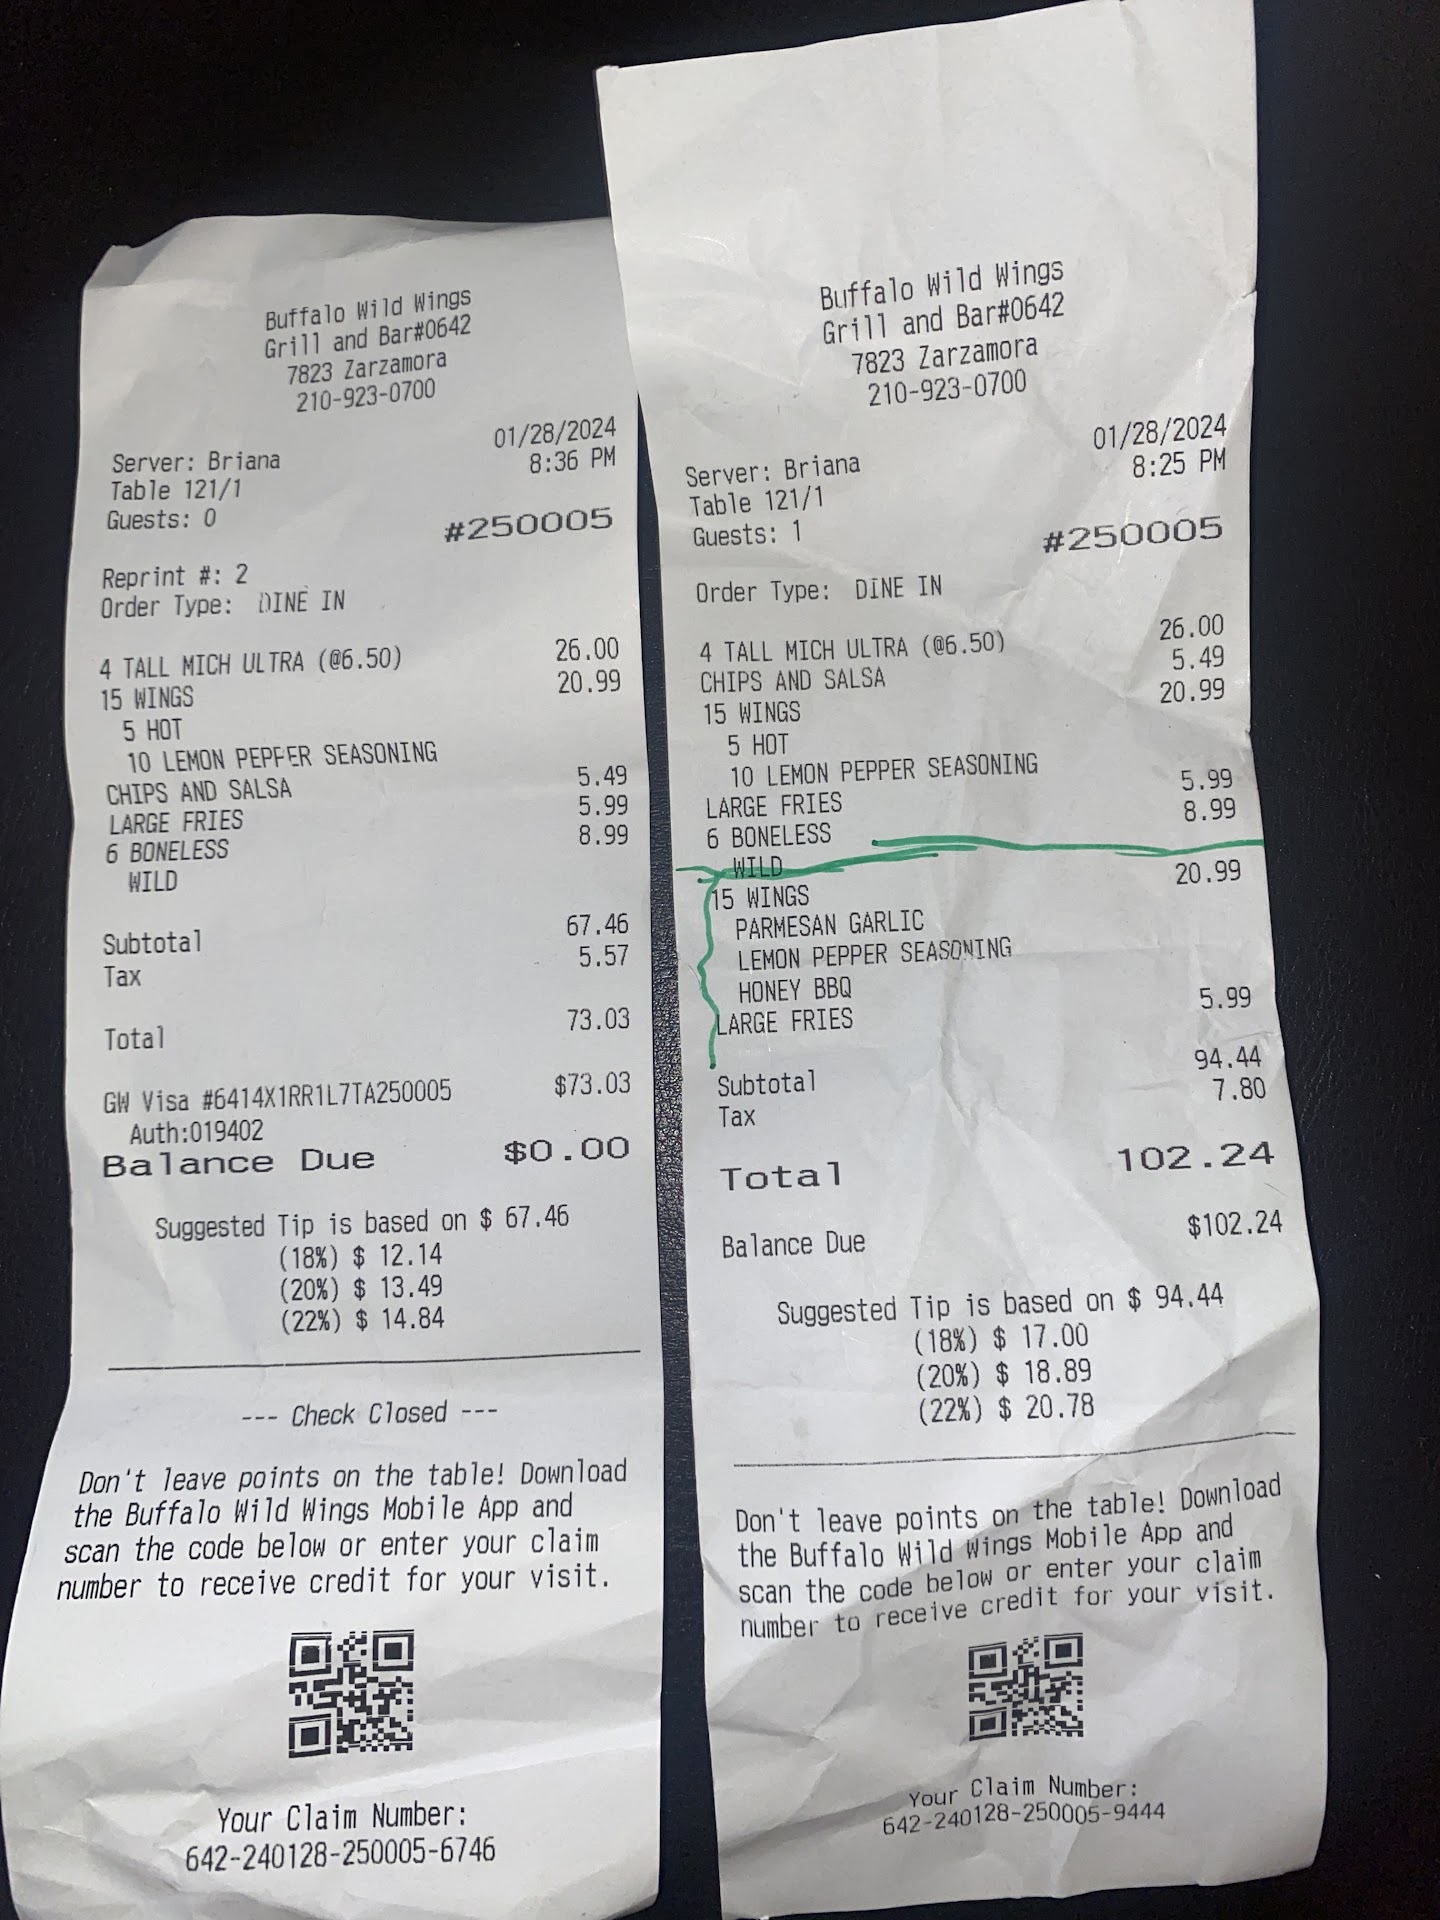 Buffalo Wild Wings
Grill and Bar#0642
7823 Zarzamora
210-923-0700
01/28/2024
Server: Briana 8:36 PM
Table 121/1
Guests: 0 #250005
Reprint #: 2
Order Type: DINE IN
4 TALL MICH ULTRA (@6.50) 26.00
15 WINGS 20.99
5 HOT
10 LEMON PEPPER SEASONING
CHIPS AND SALSA 5.49
LARGE FRIES 5.99
6 BONELESS 8.99
WILD
Subtotal 67.46
Tax 5.57
Total 73.03
GW Visa #6414X1RR1L7TA250005 $73.03
Auth:019402
Balance Due $0.00
Suggested Tip is based on $ 67.46
(18%) $ 12.14
(20%) $ 13.49
(22%) $ 14.84
--- Check Closed ---
Don't leave points on the table! Download
the Buffalo Wild Wings Mobile App and
scan the code below or enter your claim
number to receive credit for your visit.
Your Claim Number:
642-240128-250005-6746
Buffalo Wild Wings
Grill and Bar#0642
7823 Zarzamora
210-923-0700
01/28/2024
Server: Briana 8:25 PM
Table 121/1
Guests: 1 #250005
Order Type: DINE IN
4 TALL MICH ULTRA (@6.50) 26.00
CHIPS AND SALSA 5.49
15 WINGS 20.99
5 HOT
10 LEMON PEPPER SEASONING
LARGE FRIES 5.99
6 BONELESS 8.99
WILD
15 WINGS 20.99
PARMESAN GARLIC
LEMON PEPPER SEASONING
HONEY BBQ
LARGE FRIES 5.99
Subtotal 94.44
Tax 7.80
Total 102.24
Balance Due $102.24
Suggested Tip is based on $ 94.44
(18%) $ 17.00
(20%) $ 18.89
(22%) $ 20.78
Don't leave points on the table! Download
the Buffalo Wild Wings Mobile App and
scan the code below or enter your claim
number to receive credit for your visit.
Your Claim Number:
642-240128-250005-9444